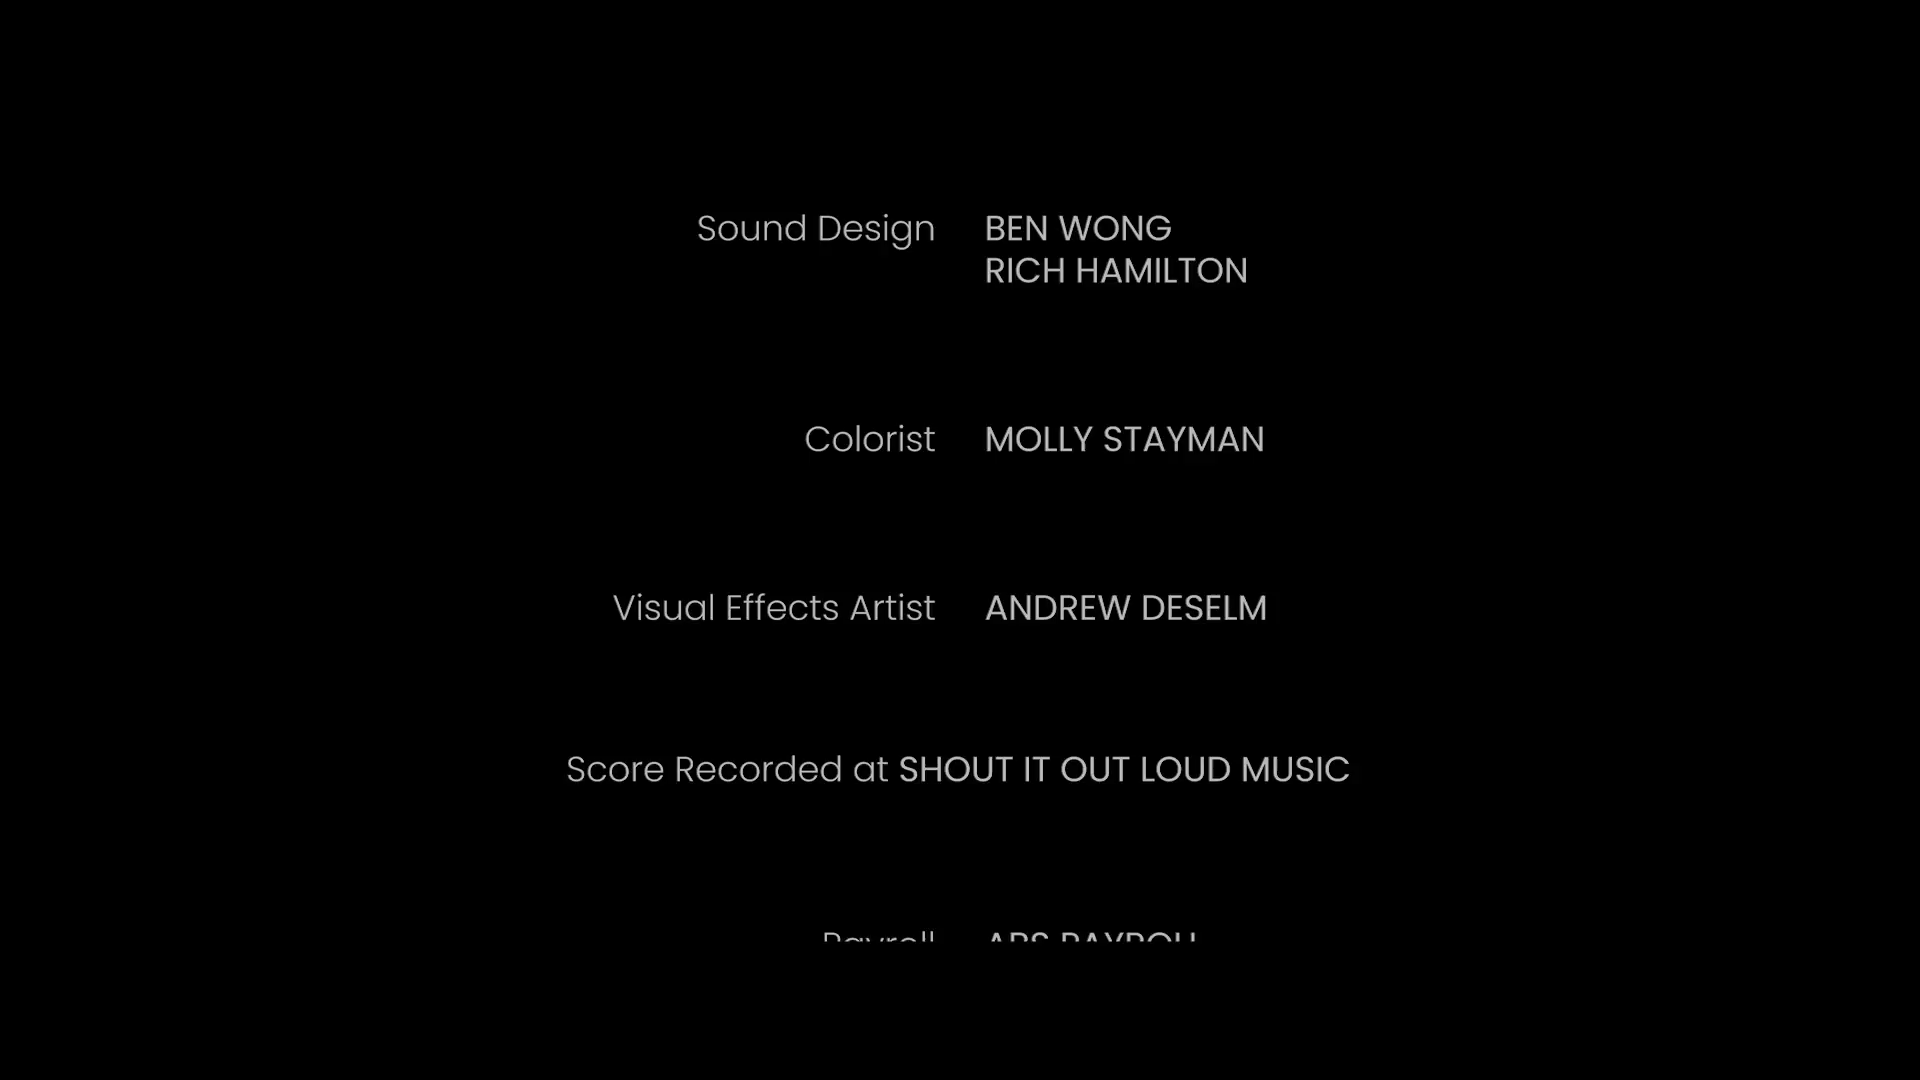 Sound Design BEN WONG
RICH HAMILTON
Colorist MOLLY STAYMAN
Visual Effects Artist ANDREW DESELM
Score Recorded at SHOUT IT OUT LOUD MUSIC
Payroll